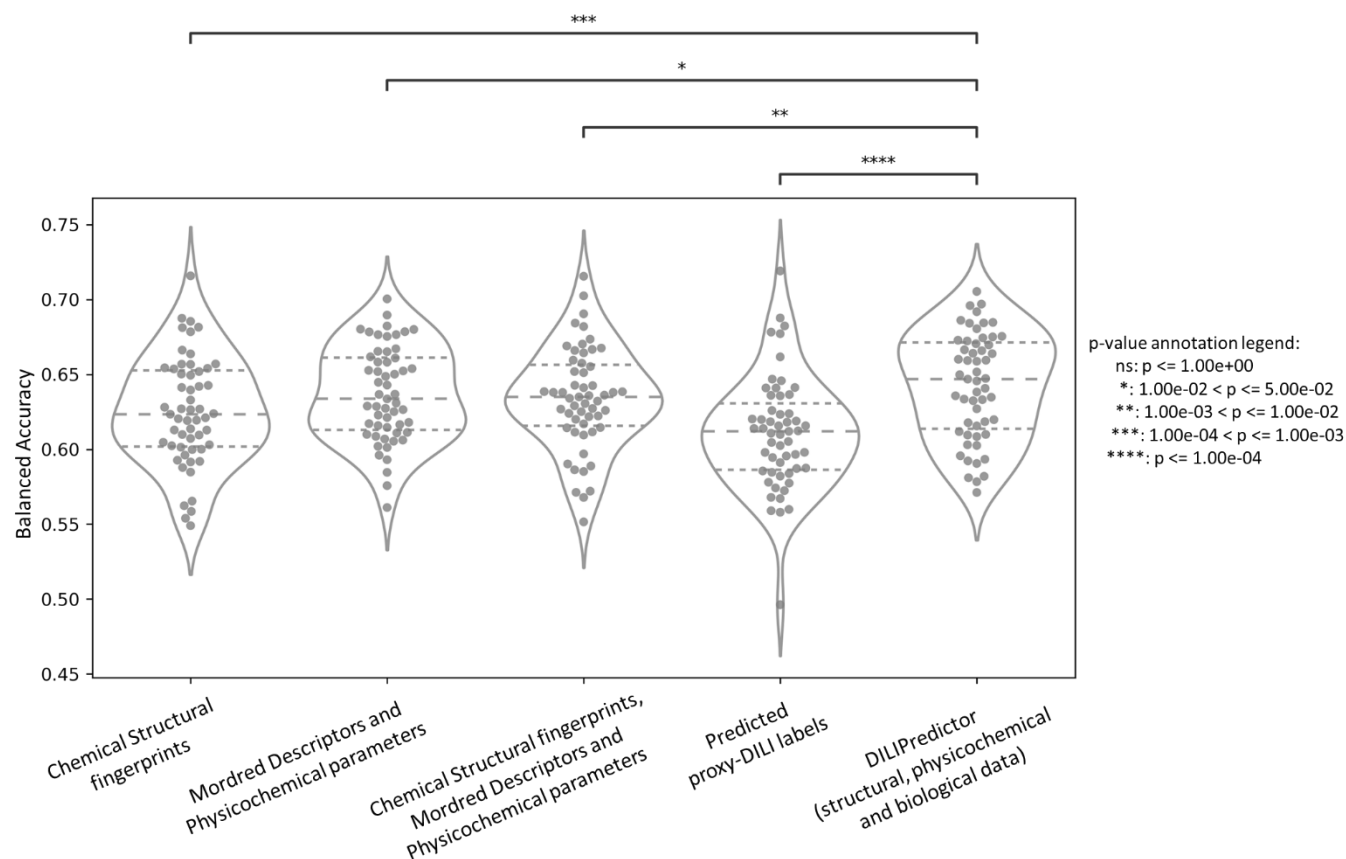 ***
*
**
****
0.75
0.70
0.65
0.60
0.55
0.50
0.45
Balanced Accuracy
Chemical Structural
fingerprints
Mordred Descriptors and
Physicochemical parameters
Chemical Structural fingerprints,
Mordred Descriptors and
Physicochemical parameters
Predicted
proxy-DILI labels
DILIPredictor
(structural, physicochemical
and biological data)
p-value annotation legend:
ns: p <= 1.00e+00
*: 1.00e-02 < p <= 5.00e-02
**: 1.00e-03 < p <= 1.00e-02
***: 1.00e-04 < p <= 1.00e-03
****: p <= 1.00e-04